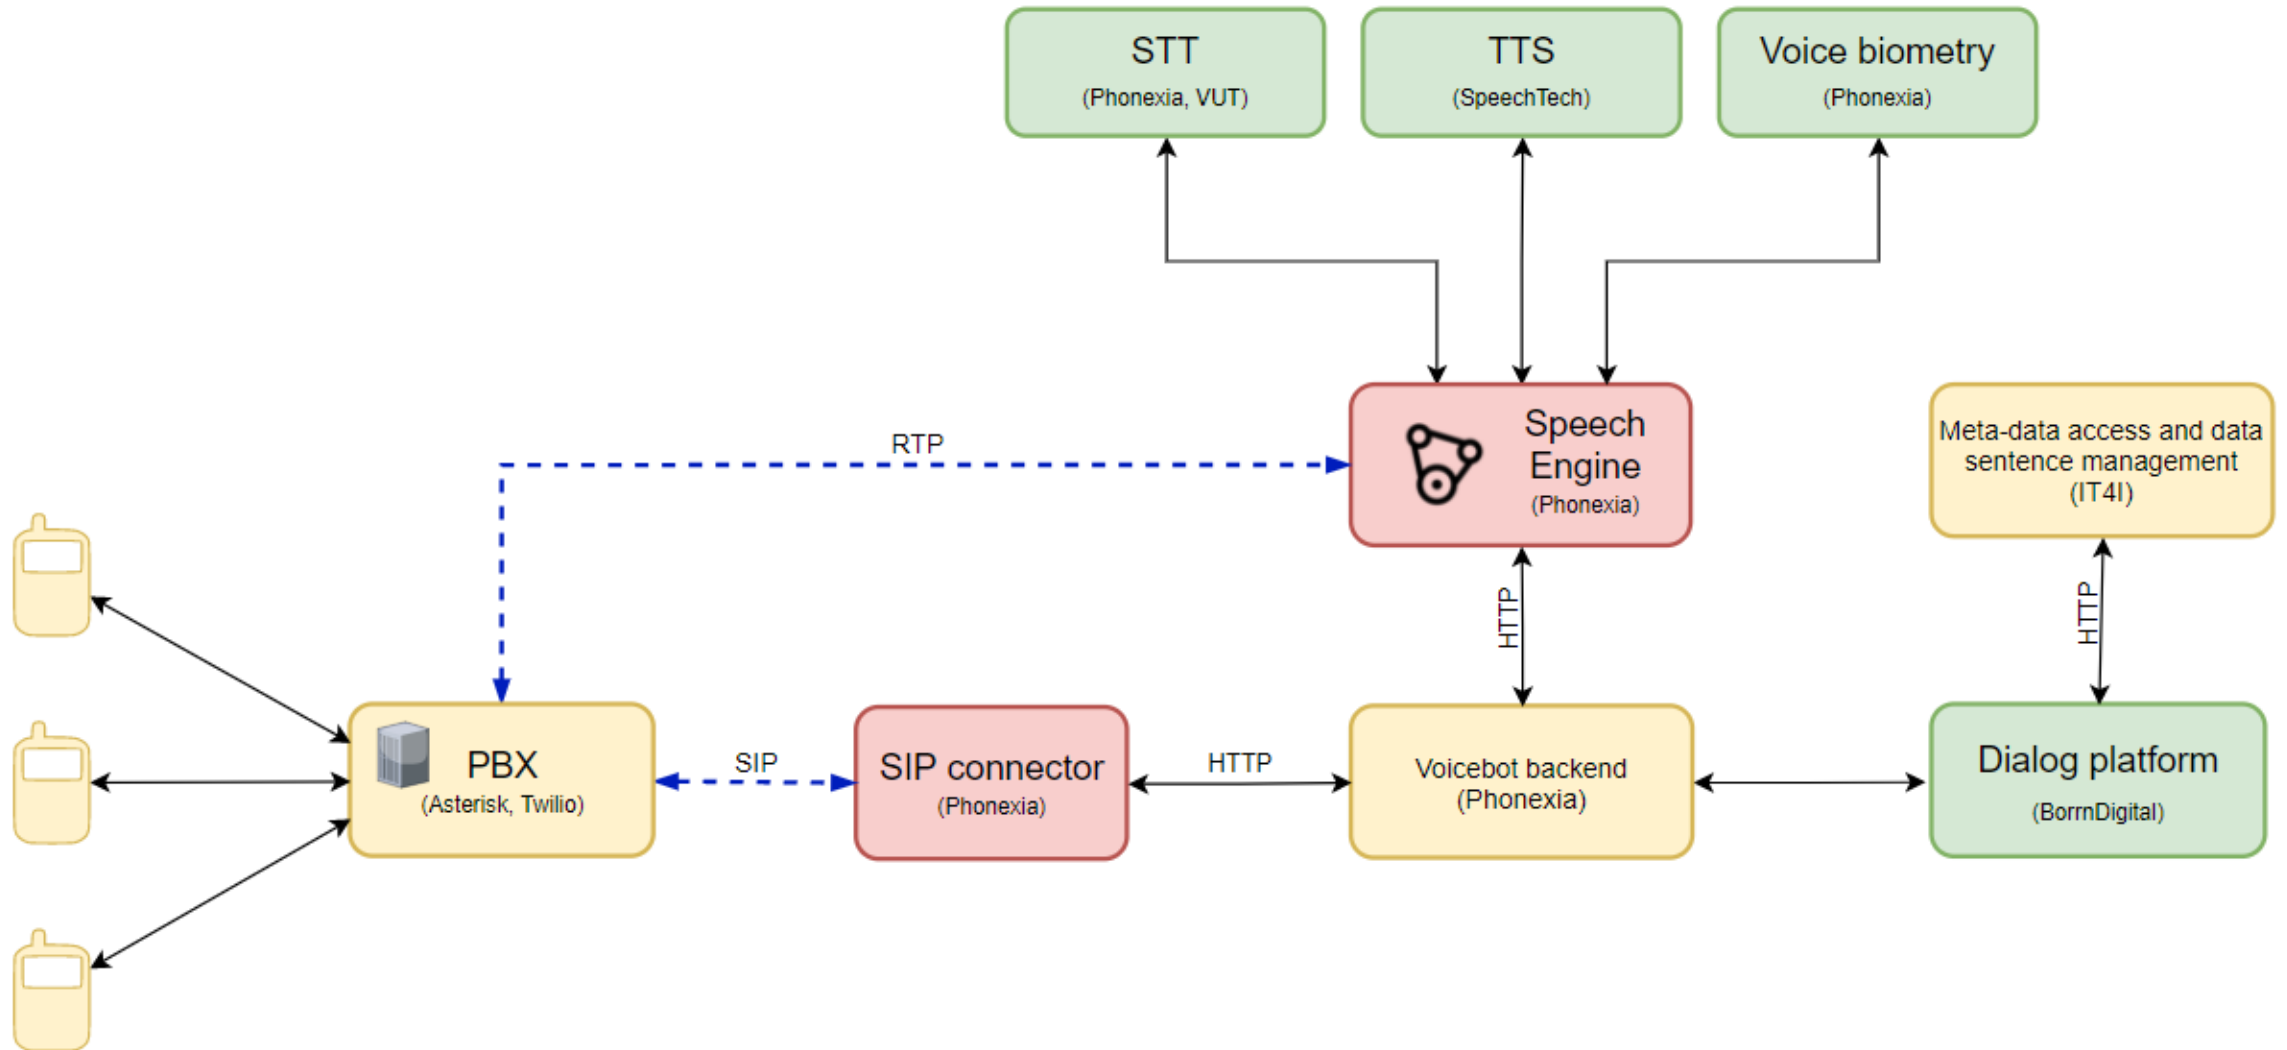 STT
(Phonexia, VUT)
TTS
(SpeechTech)
Voice biometry
(Phonexia)
RTP
Speech
Engine
(Phonexia)
Meta-data access and data
sentence management
(IT4I)
HTTP
HTTP
PBX
(Asterisk, Twilio)
SIP
SIP connector
(Phonexia)
HTTP
Voicebot backend
(Phonexia)
Dialog platform
(BorrnDigital)